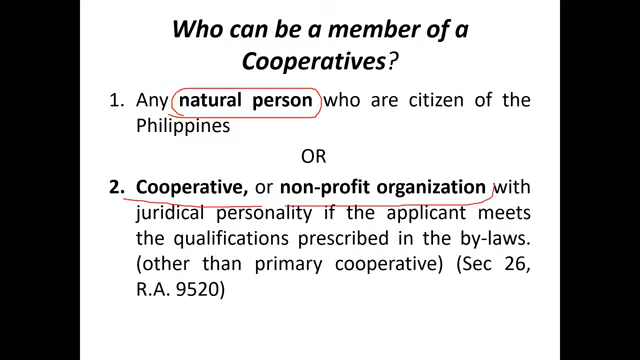 Who can be a member of a
Cooperatives?
1. Any natural person who are citizen of the
Philippines
OR
2. Cooperative, or non-profit organization with
juridical personality if the applicant meets
the qualifications prescribed in the by-laws.
(other than primary cooperative) (Sec 26,
R.A. 9520)